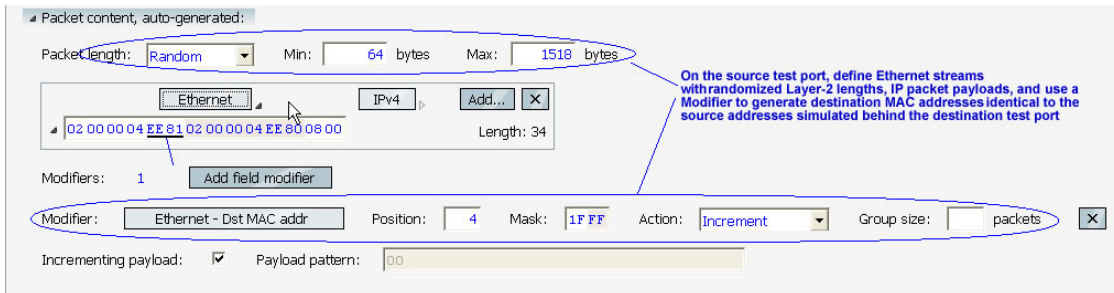 Packet content, auto-generated:
Packet length: Random Min: 64 bytes Max: 1518 bytes
On the source test port, define Ethernet streams
withrandomized Layer-2 lengths, IP packet payloads, and use a
Modifier to generate destination MAC addresses identical to the
source addresses simulated behind the destination test port
Ethernet IPv4 Add... X
02 00 00 04 EE 81 02 00 00 04 EE 80 08 00 Length: 34
Modifiers: 1 Add field modifier
Modifier: Ethernet - Dst MAC addr Position: 4 Mask: 1F FF Action: Increment Group size: packets X
Incrementing payload: Payload pattern: 00